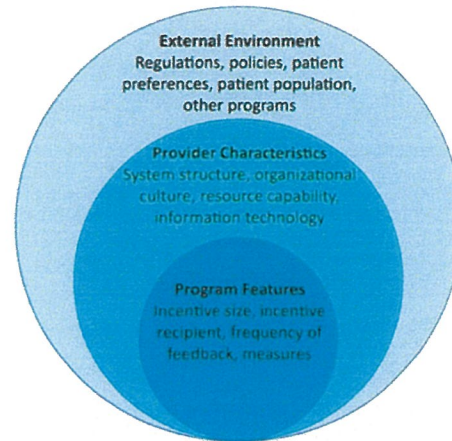 External Environment
Regulations, policies, patient
preferences, patient population,
other programs
Provider Characteristics
System structure, organizational
culture, resource capability,
information technology
Program Features
Incentive size, incentive
recipient, frequency of
feedback, measures